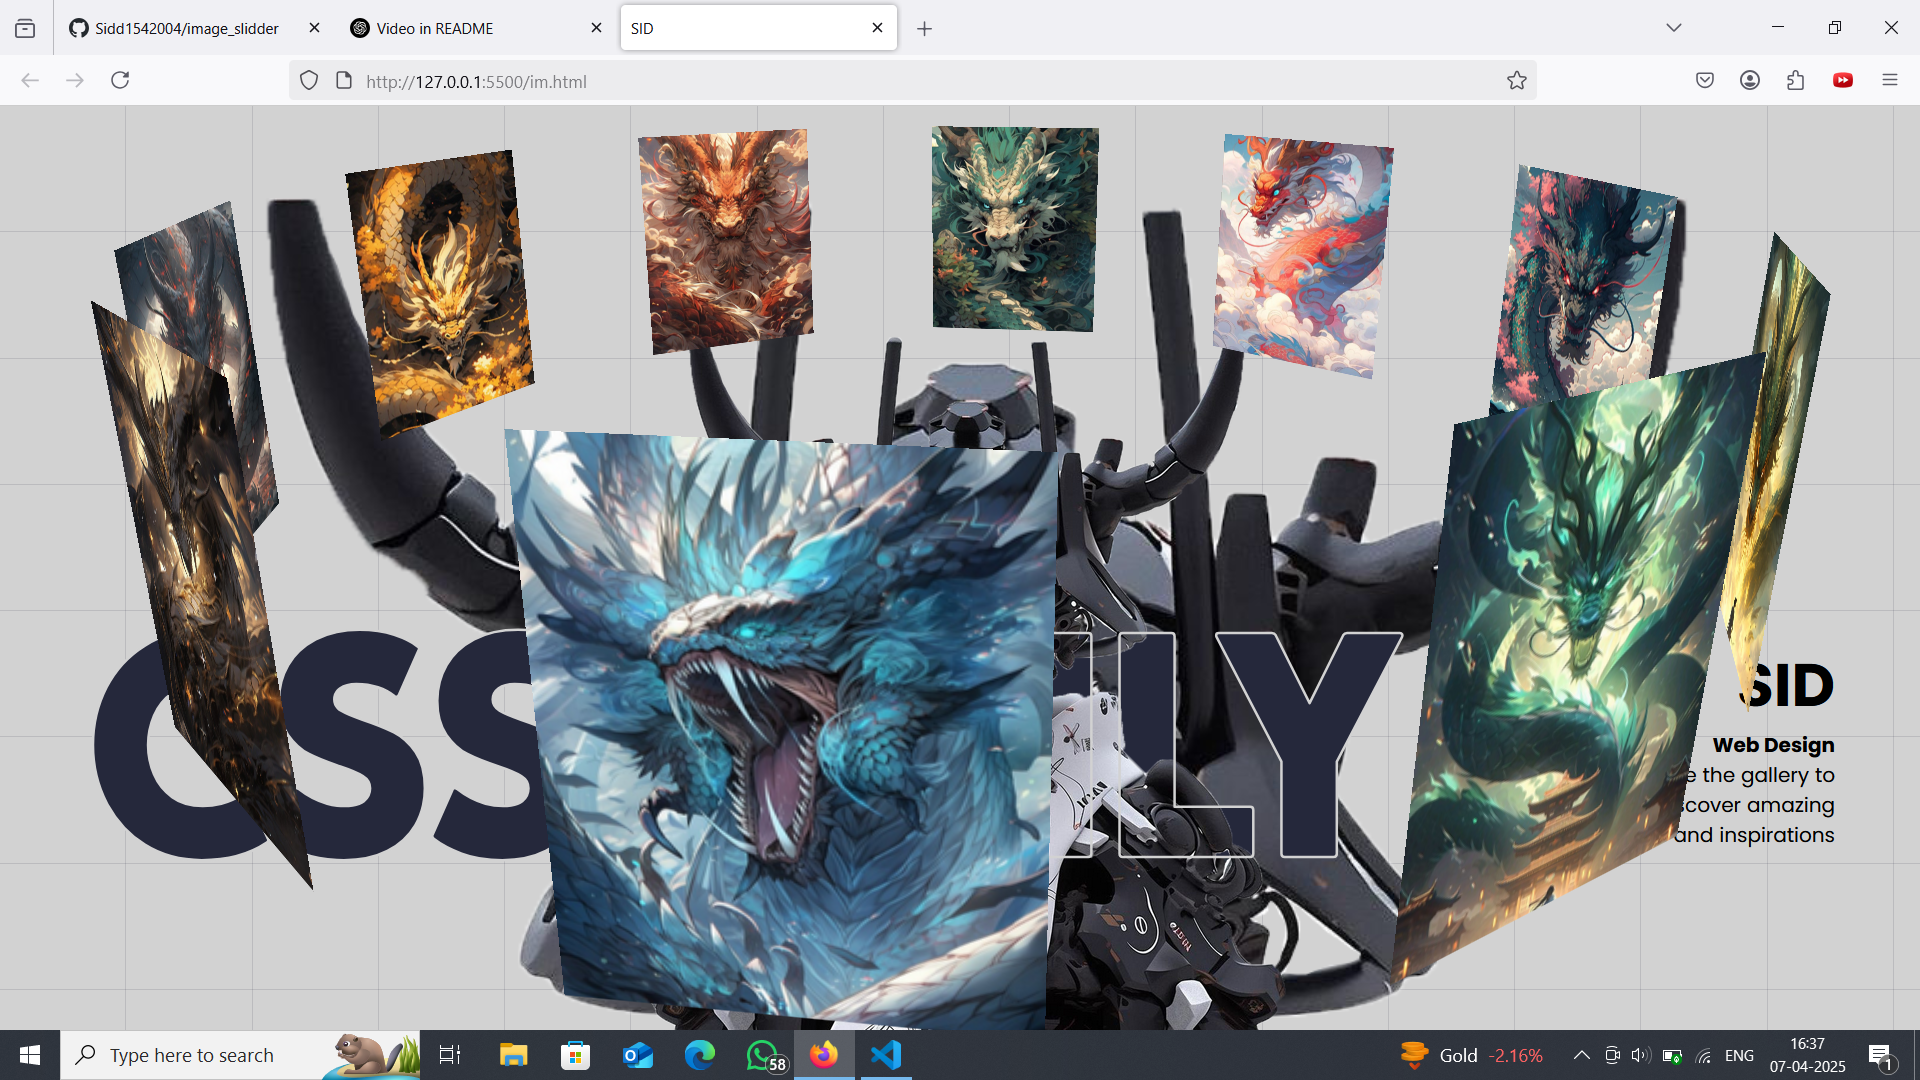 Sidd1542004/image_slidder
Video in README
SID
http://127.0.0.1:5500/im.html
CSS
LY
SID
Web Design
e the gallery to
cover amazing
and inspirations
Type here to search
58
Gold -2.16%
ENG
16:37
07-04-2025
1